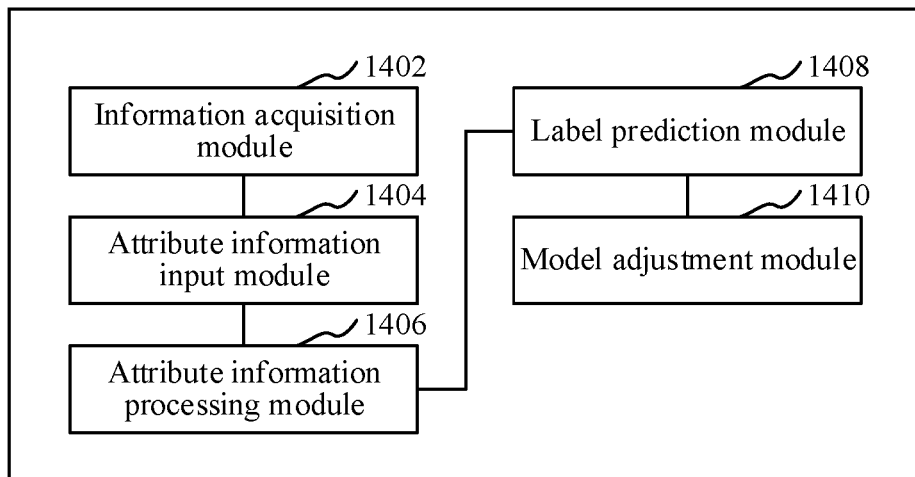 1402
Information acquisition
module
1404
Attribute information
input module
1406
Attribute information
processing module
1408
Label prediction module
1410
Model adjustment module